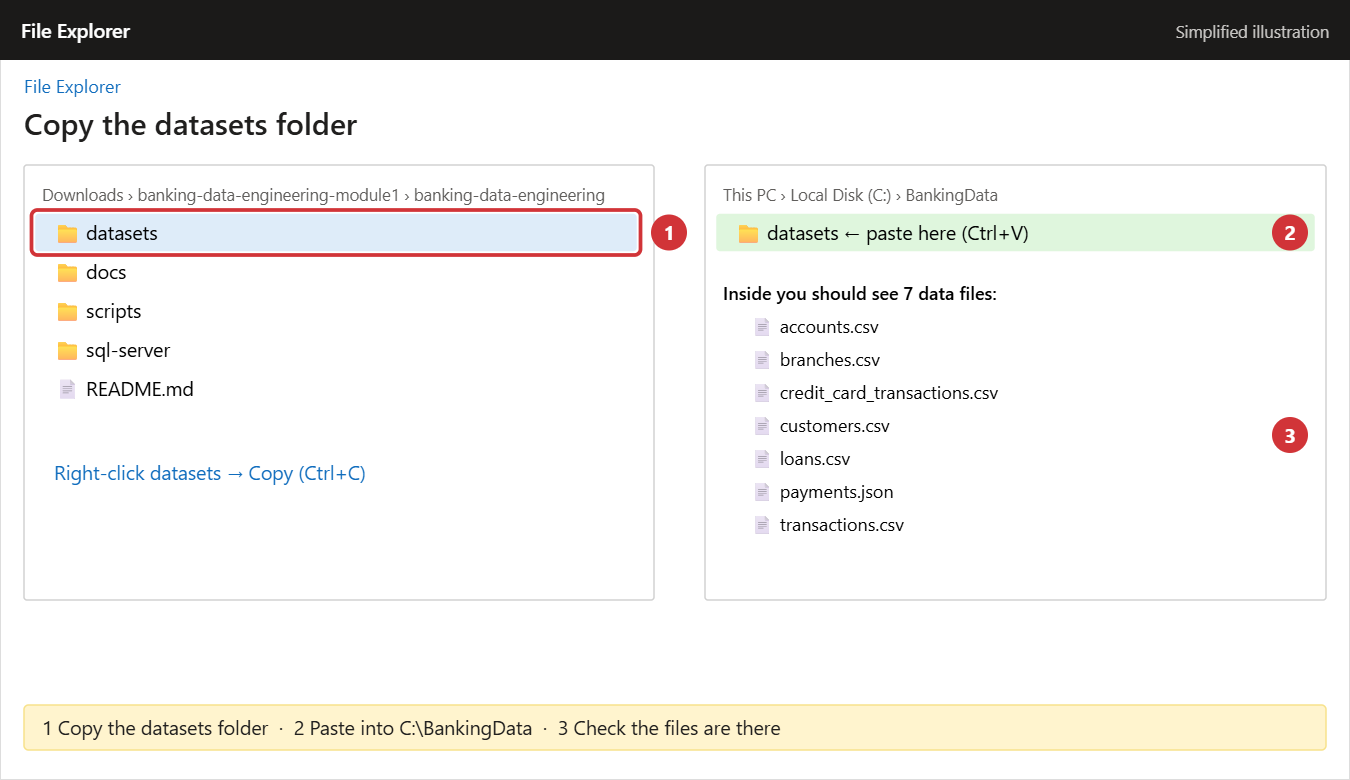 File Explorer
Simplified illustration
File Explorer
Copy the datasets folder
Downloads › banking-data-engineering-module1 › banking-data-engineering
datasets
1
docs
scripts
sql-server
README.md
Right-click datasets → Copy (Ctrl+C)
This PC › Local Disk (C:) › BankingData
datasets ← paste here (Ctrl+V)
2
Inside you should see 7 data files:
accounts.csv
branches.csv
credit_card_transactions.csv
customers.csv
3
loans.csv
payments.json
transactions.csv
1 Copy the datasets folder · 2 Paste into C:\BankingData · 3 Check the files are there